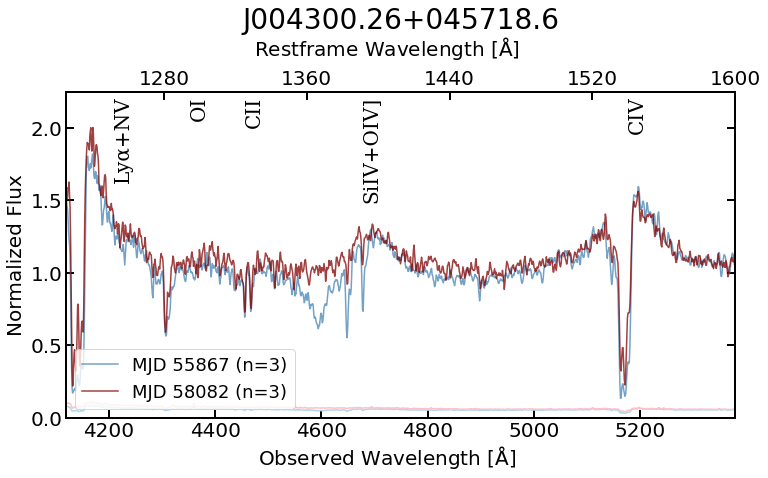 J004300.26+045718.6
Restframe Wavelength [Å]
1280 1360 1440 1520 1600
Lyα+NV
OI
CII
SiIV+OIV]
CIV
Normalized Flux
2.0
1.5
1.0
0.5
0.0
MJD 55867 (n=3)
MJD 58082 (n=3)
4200 4400 4600 4800 5000 5200
Observed Wavelength [Å]